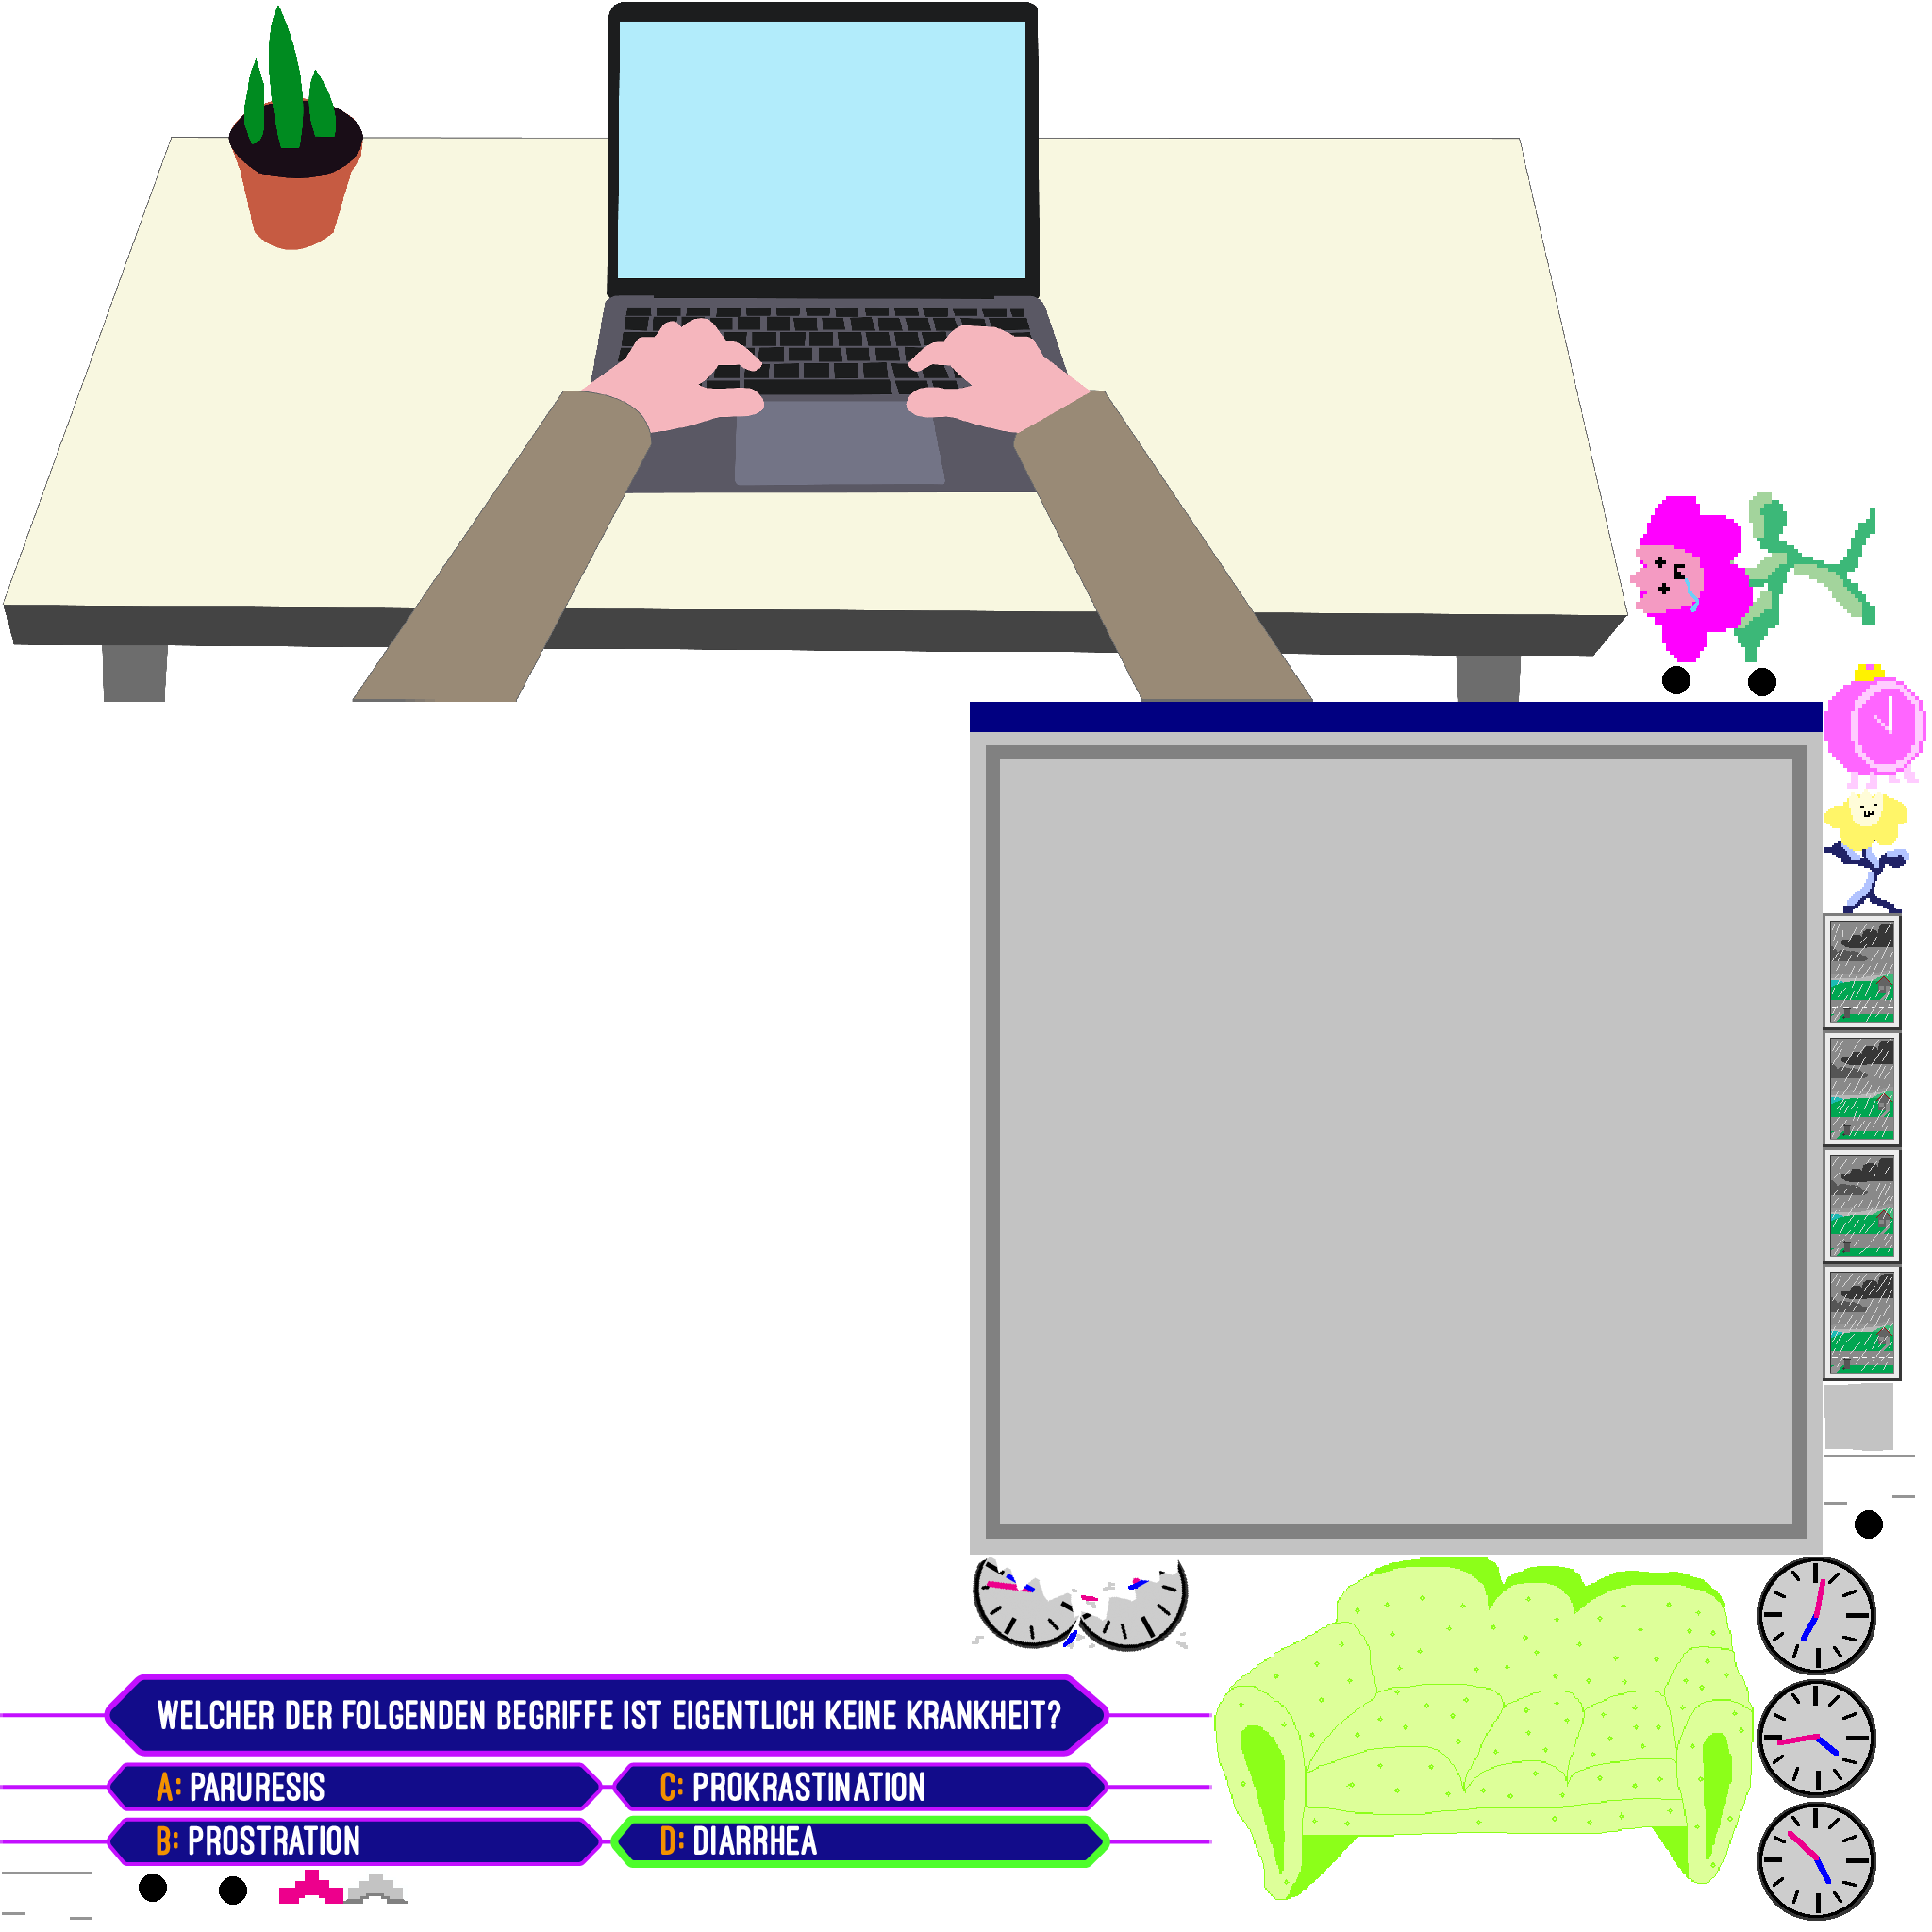 WELCHER DER FOLGENDEN BEGRIFFE IST EIGENTLICH KEINE KRANKHEIT?
A: PARURESIS
C: PROKRASTINATION
B: PROSTRATION
D: DIARRHEA